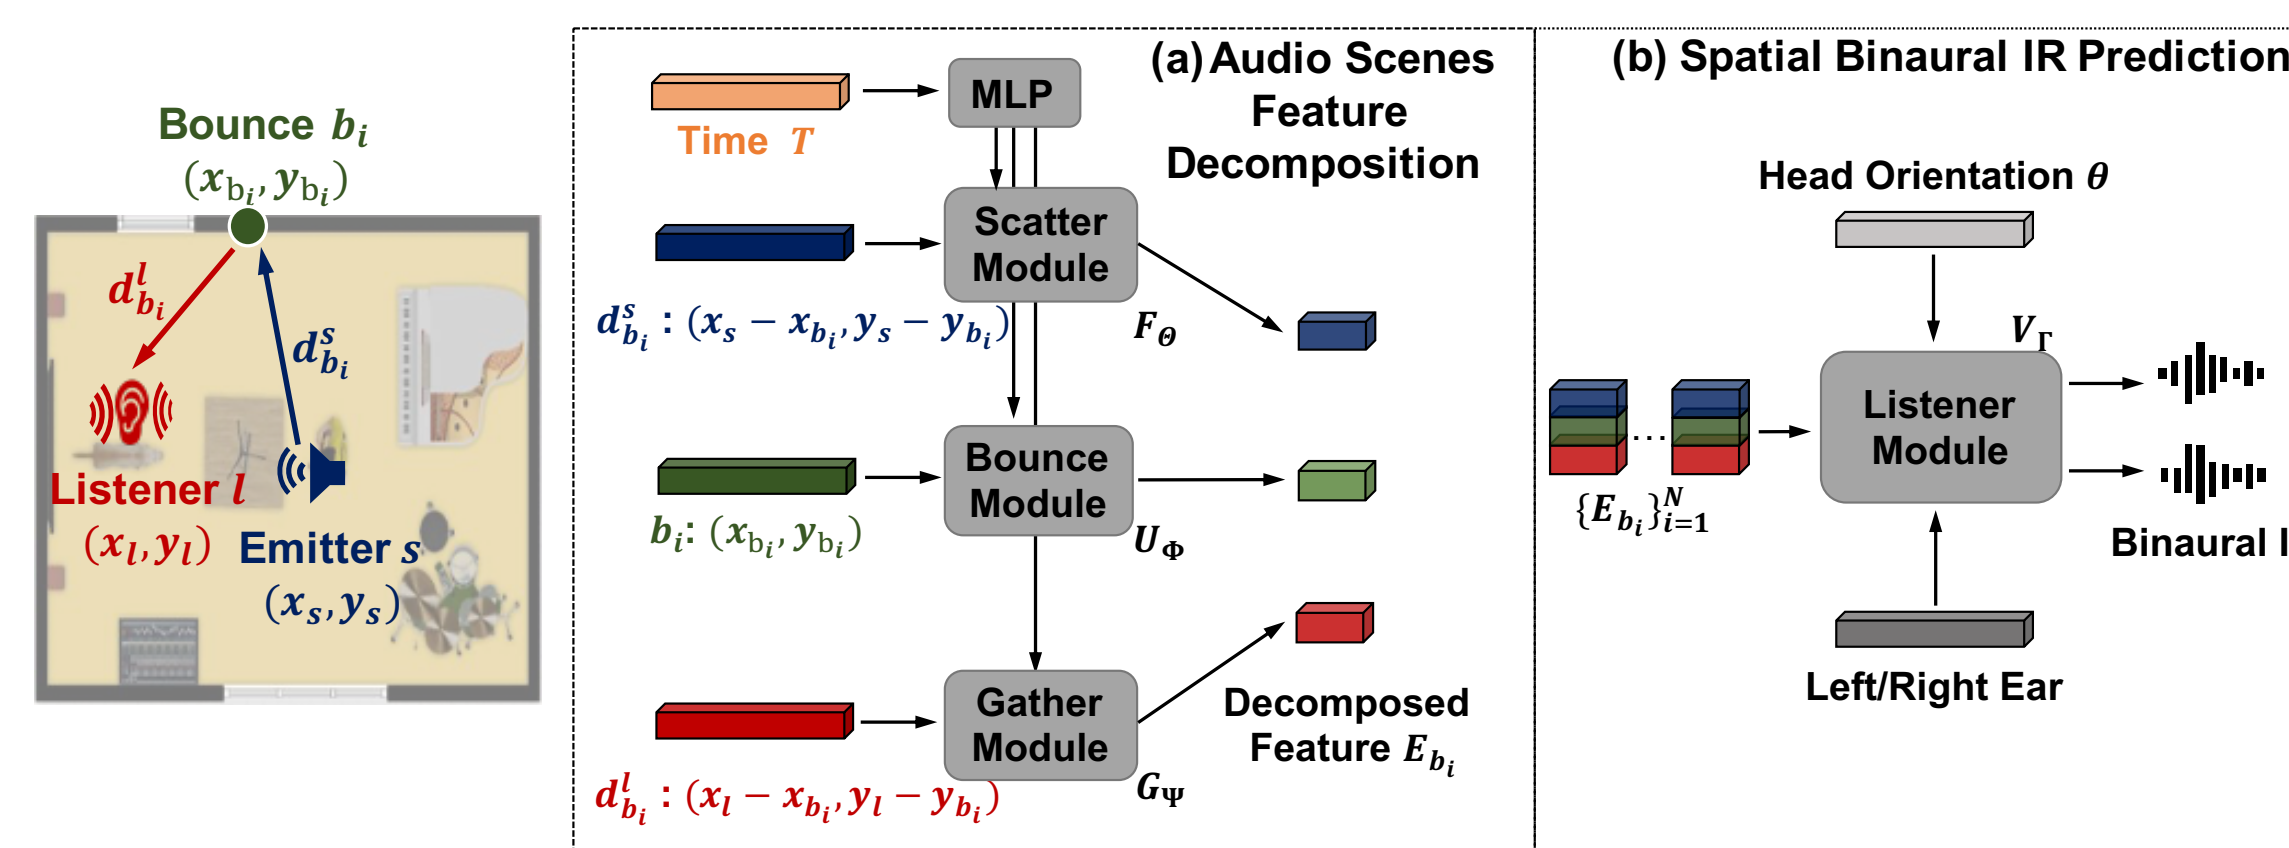 Bounce b_i
(x_{b_i}, y_{b_i})
d^l_{b_i}
d^s_{b_i}
Listener l
(x_l, y_l)
Emitter s
(x_s, y_s)
(a) Audio Scenes
Feature
Decomposition
Time T
MLP
Scatter
Module
d^s_{b_i} : (x_s − x_{b_i}, y_s − y_{b_i})
F_Θ
Bounce
Module
b_i: (x_{b_i}, y_{b_i})
U_Φ
Gather
Module
d^l_{b_i} : (x_l − x_{b_i}, y_l − y_{b_i})
G_Ψ
Decomposed
Feature E_{b_i}
(b) Spatial Binaural IR Prediction
Head Orientation θ
V_Γ
Listener
Module
...
{E_{b_i}}^N_{i=1}
Binaural I
Left/Right Ear